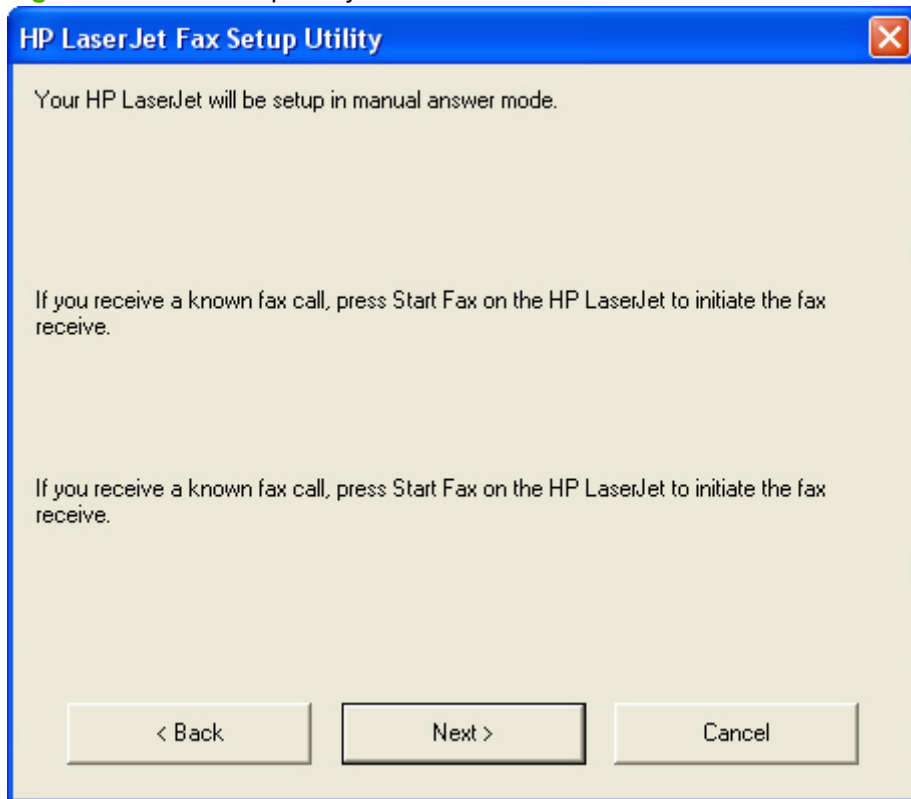 HP LaserJet Fax Setup Utility
Your HP LaserJet will be setup in manual answer mode.
If you receive a known fax call, press Start Fax on the HP LaserJet to initiate the fax
receive.
If you receive a known fax call, press Start Fax on the HP LaserJet to initiate the fax
receive.
< Back
Next >
Cancel